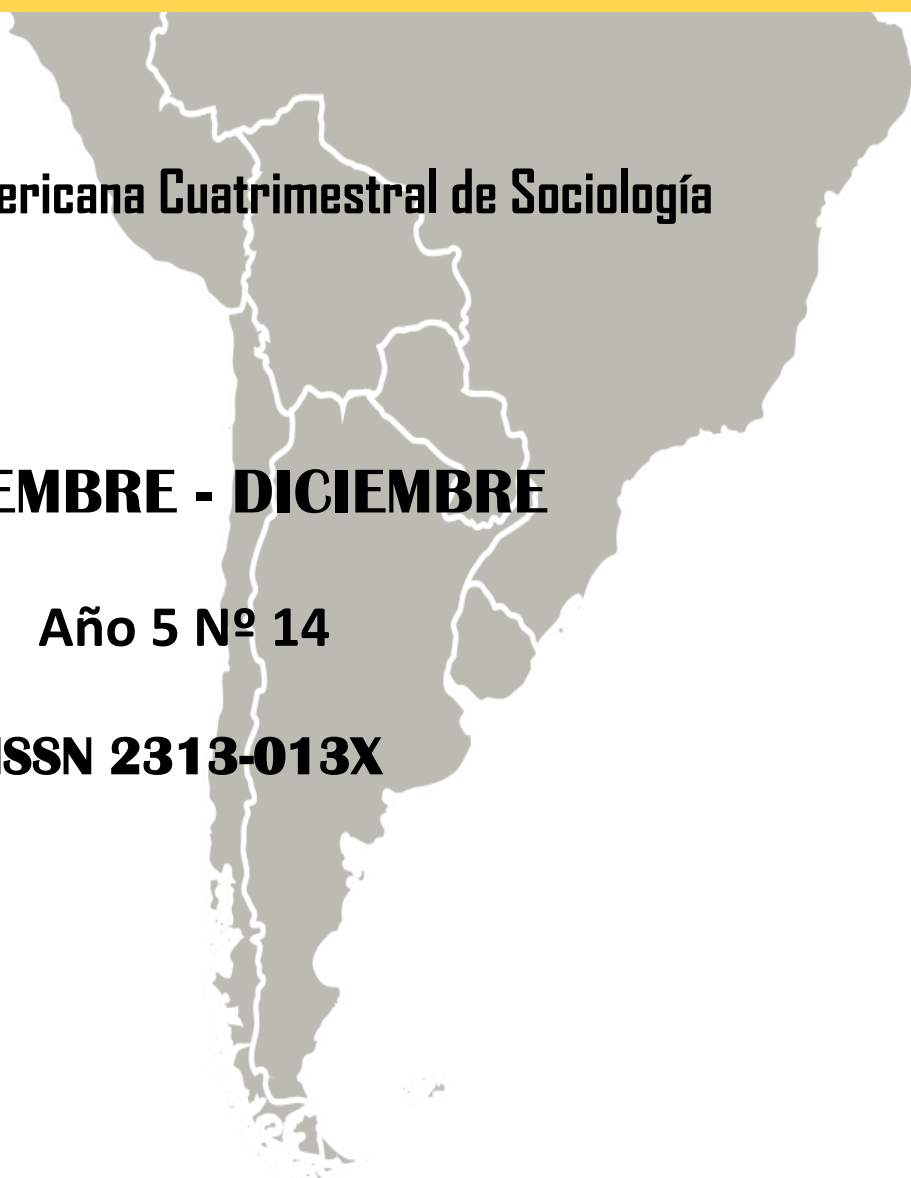 ericana Cuatrimestral de Sociología
EMBRE - DICIEMBRE
Año 5 Nº 14
ISSN 2313-013X